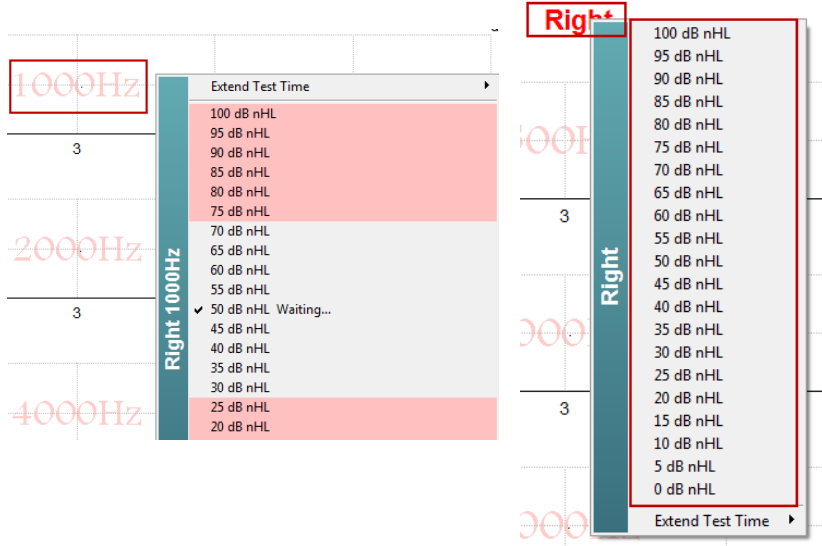 1000Hz
3
2000Hz
3
4000Hz
Right 1000Hz
Extend Test Time
100 dB nHL
95 dB nHL
90 dB nHL
85 dB nHL
80 dB nHL
75 dB nHL
70 dB nHL
65 dB nHL
60 dB nHL
55 dB nHL
50 dB nHL Waiting...
45 dB nHL
40 dB nHL
35 dB nHL
30 dB nHL
25 dB nHL
20 dB nHL
Right
3
3
Right
100 dB nHL
95 dB nHL
90 dB nHL
85 dB nHL
80 dB nHL
75 dB nHL
70 dB nHL
65 dB nHL
60 dB nHL
55 dB nHL
50 dB nHL
45 dB nHL
40 dB nHL
35 dB nHL
30 dB nHL
25 dB nHL
20 dB nHL
15 dB nHL
10 dB nHL
5 dB nHL
0 dB nHL
Extend Test Time